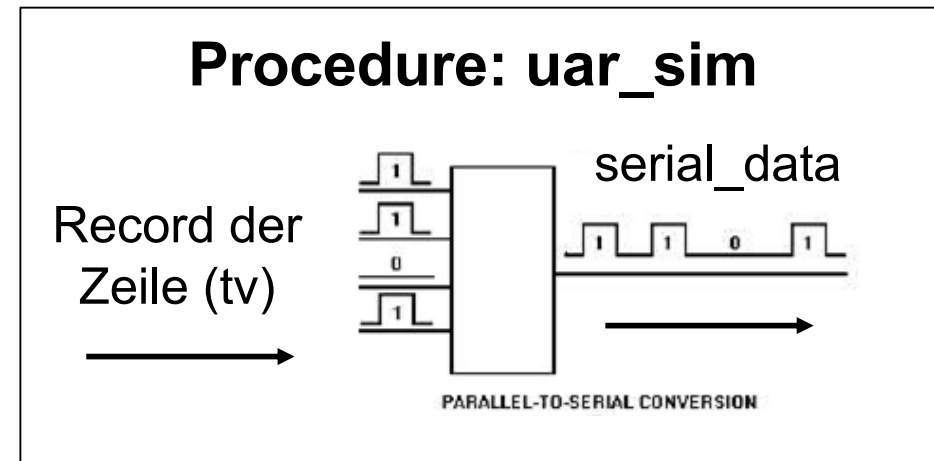 Procedure: uar_sim
Record der
Zeile (tv)
1
1
0
1
serial_data
1 1 0 1
PARALLEL-TO-SERIAL CONVERSION